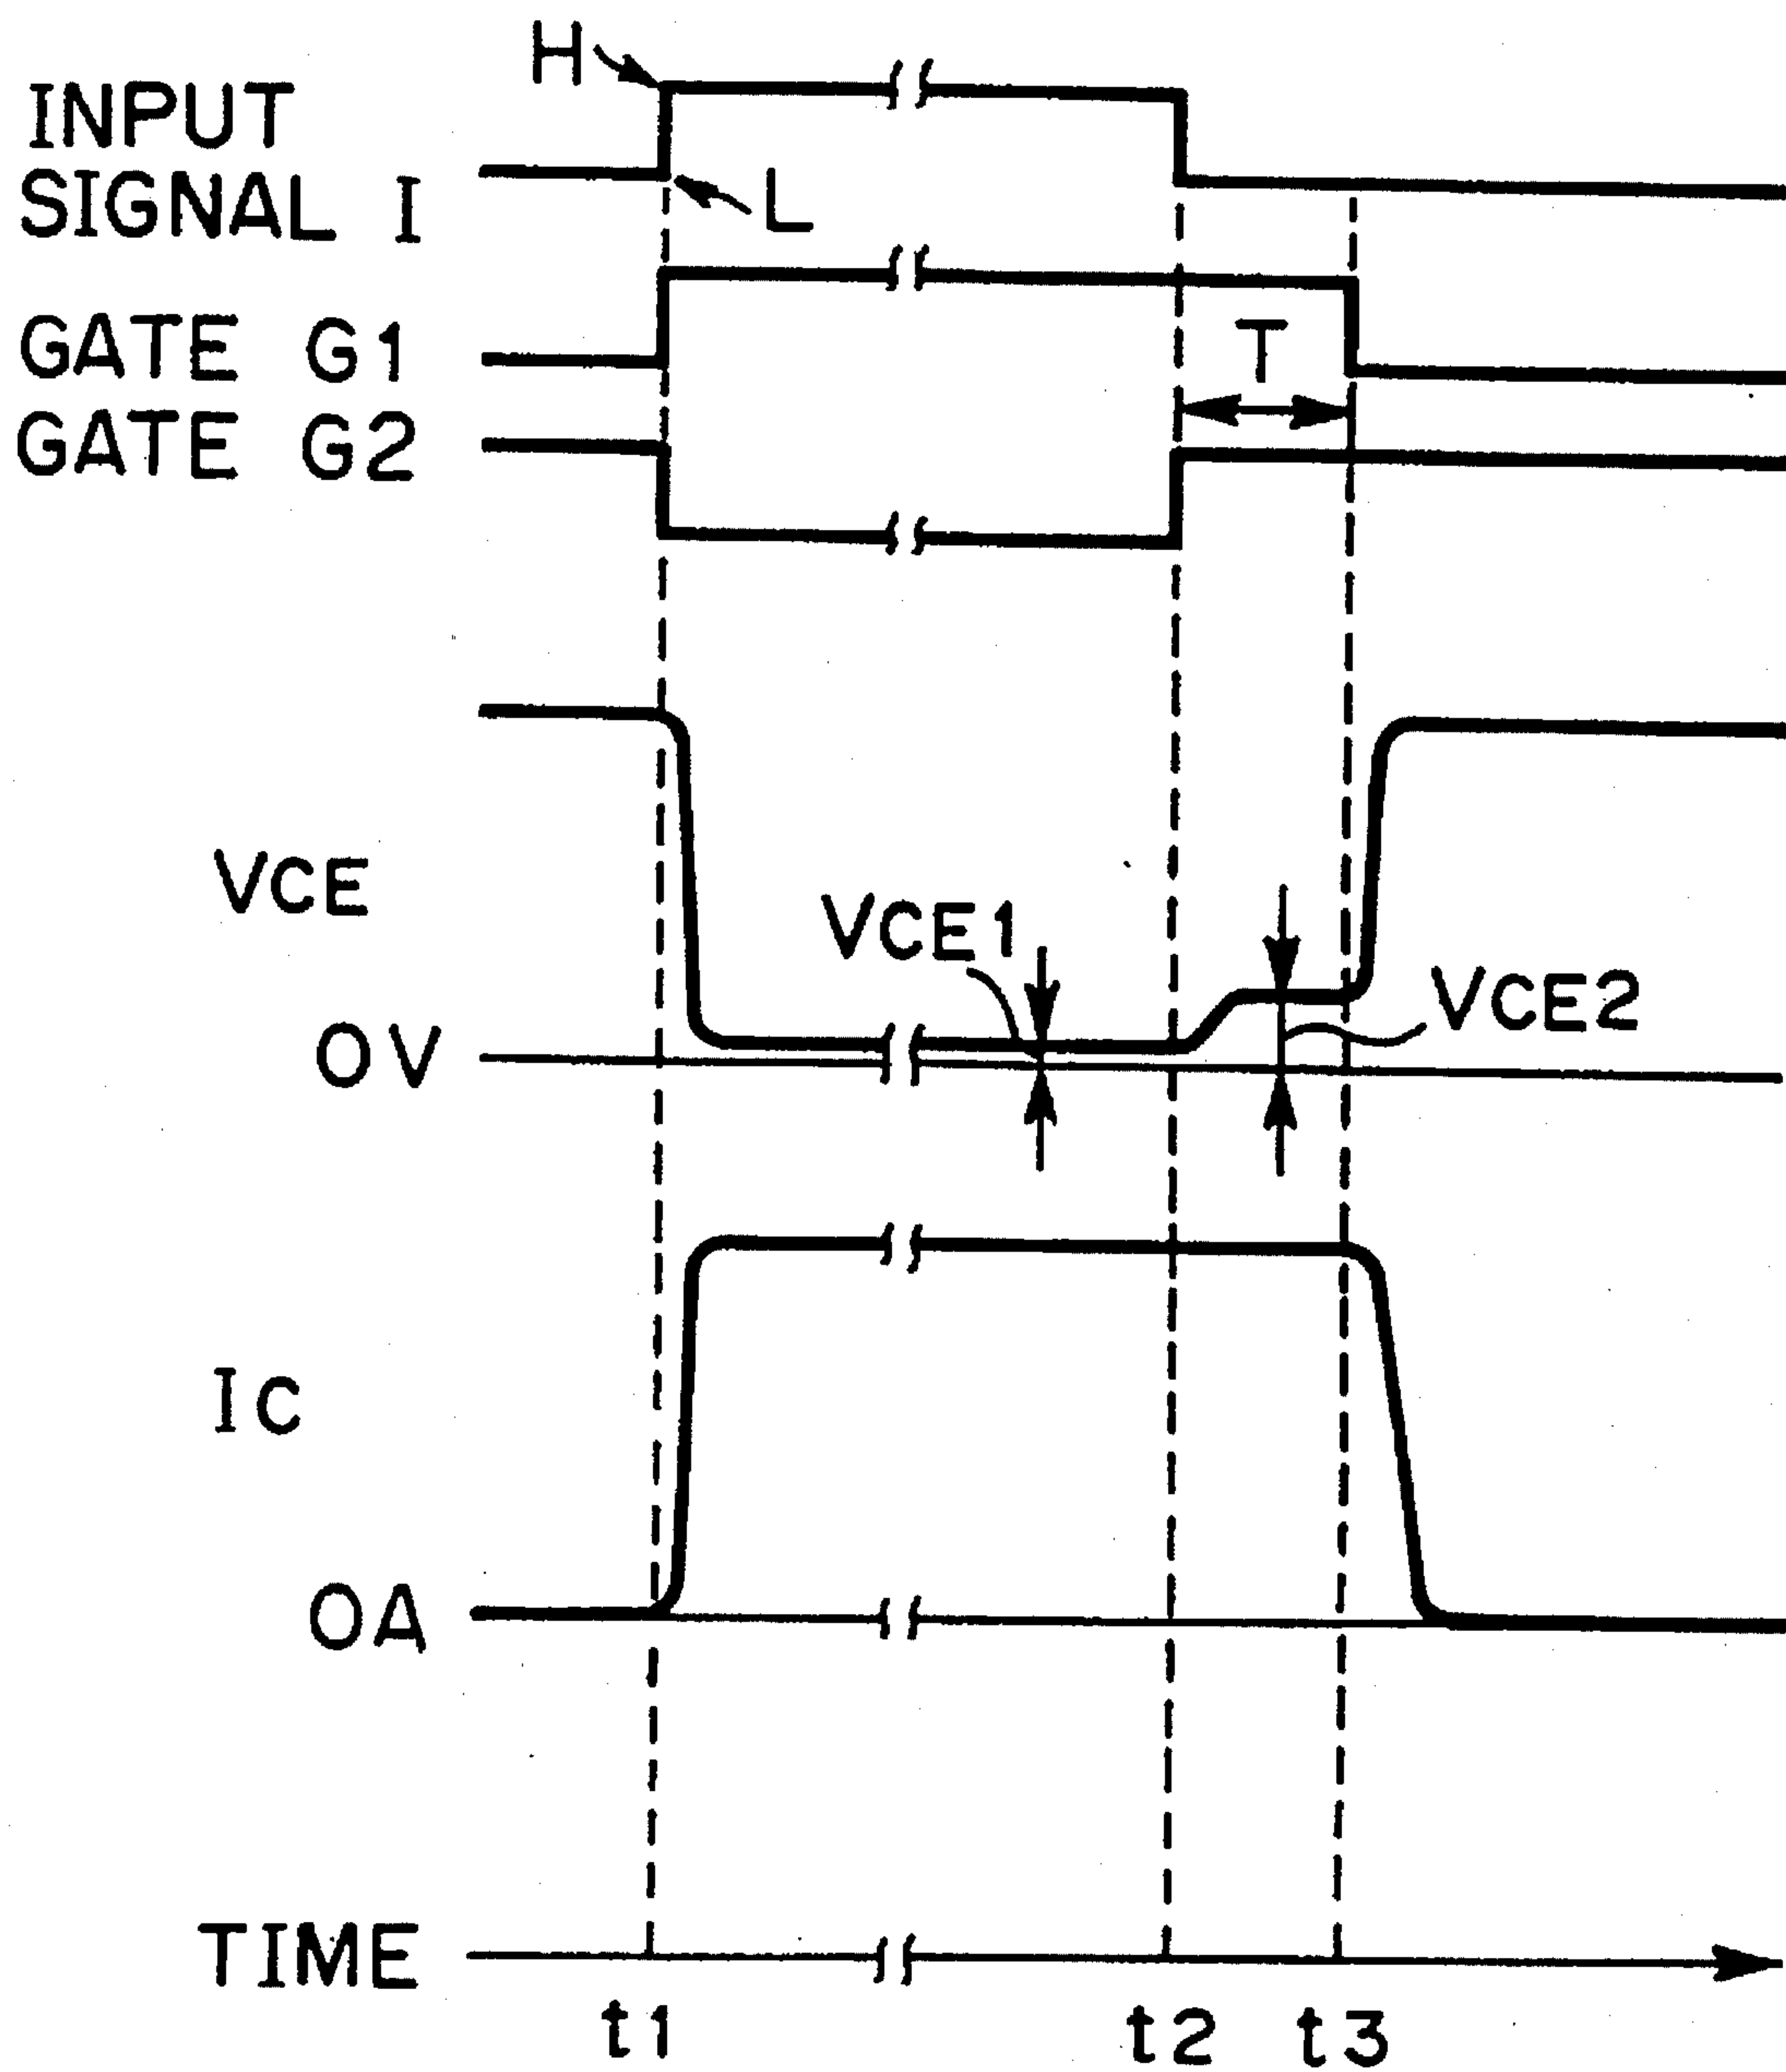 H
INPUT
SIGNAL I
L
GATE G1
T
GATE G2
VCE
VCE1
VCE2
0V
IC
0A
TIME
t1 t2 t3